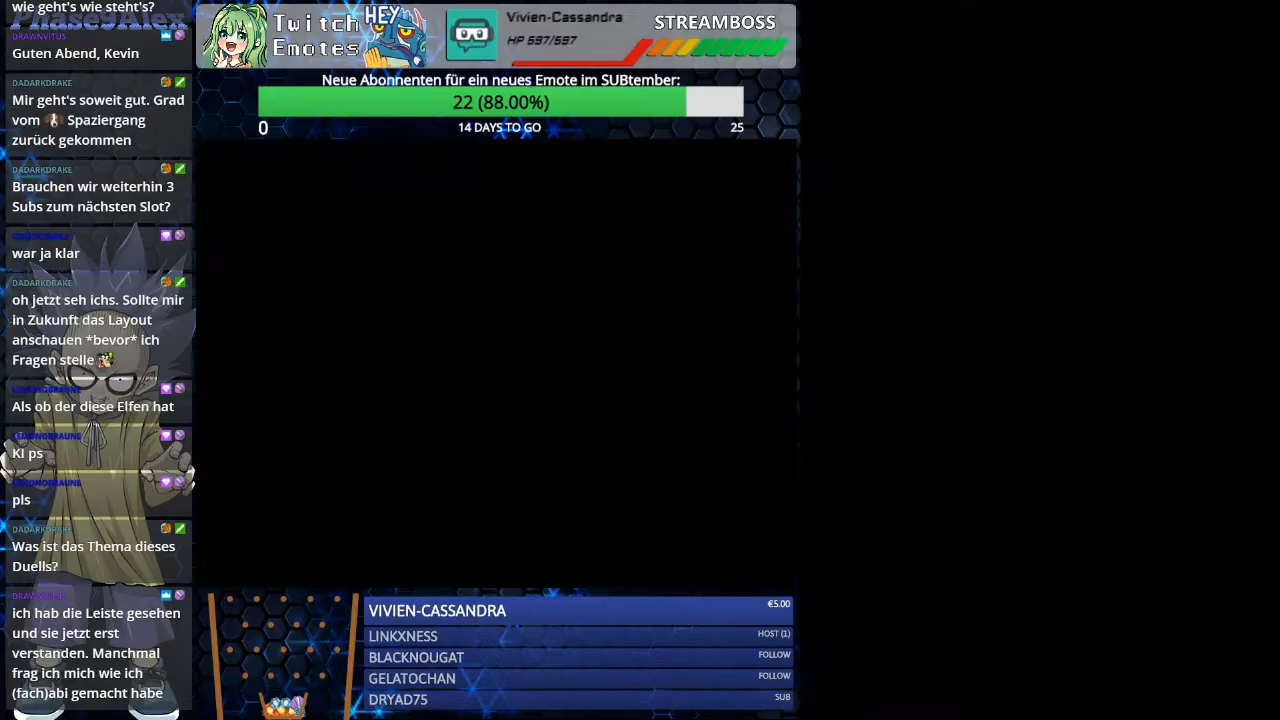 wie geht's wie steht's?
Phase3Alex
DRAWNVITUS
Guten Abend, Kevin
DADARKDRAKE
Mir geht's soweit gut. Grad
vom Spaziergang
zurück gekommen
DADARKDRAKE
Brauchen wir weiterhin 3
Subs zum nächsten Slot?
war ja klar
DADARKDRAKE
oh jetzt seh ichs. Sollte mir
in Zukunft das Layout
anschauen *bevor* ich
Fragen stelle
Als ob der diese Elfen hat
KI ps
pls
DADARKDRAKE
Was ist das Thema dieses
Duells?
ich hab die Leiste gesehen
und sie jetzt erst
verstanden. Manchmal
frag ich mich wie ich
(fach)abi gemacht habe
Twitch
Emotes
HEY
Vivien-Cassandra
HP 597/597
STREAMBOSS
Neue Abonnenten für ein neues Emote im SUBtember:
22 (88.00%)
0
14 DAYS TO GO
25
VIVIEN-CASSANDRA €5.00
LINKXNESS HOST (1)
BLACKNOUGAT FOLLOW
GELATOCHAN FOLLOW
DRYAD75 SUB